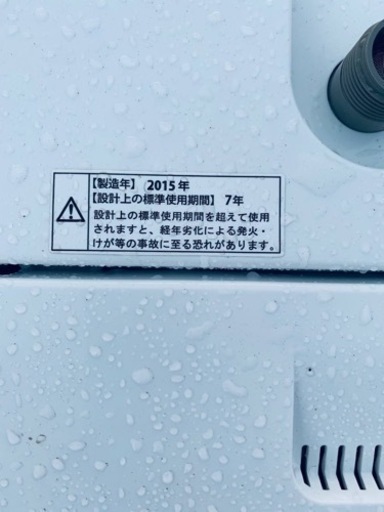 【製造年】 2015年
【設計上の標準使用期間】 7年
設計上の標準使用期間を超えて使用
されますと、経年劣化による発火・
けが等の事故に至る恐れがあります。